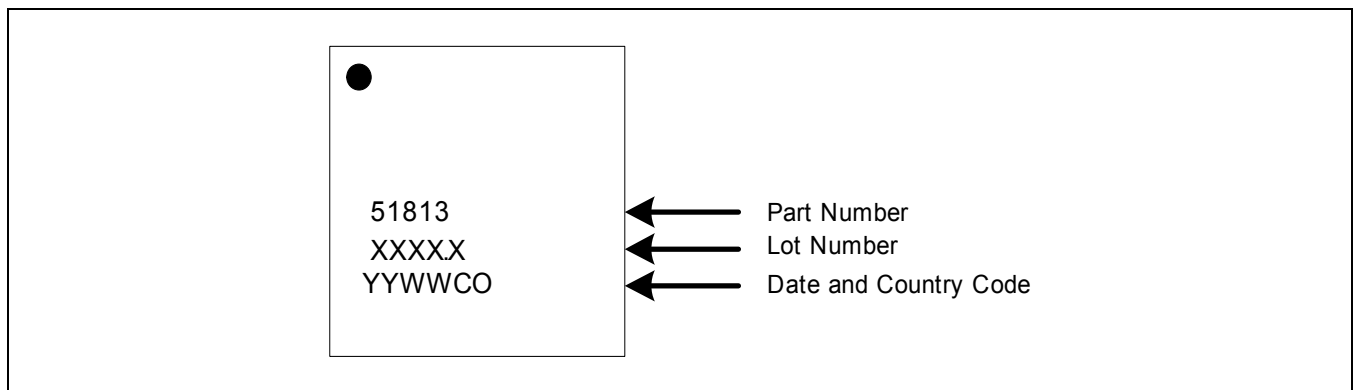 51813
Part Number
XXXX.X
Lot Number
YYWWCO
Date and Country Code